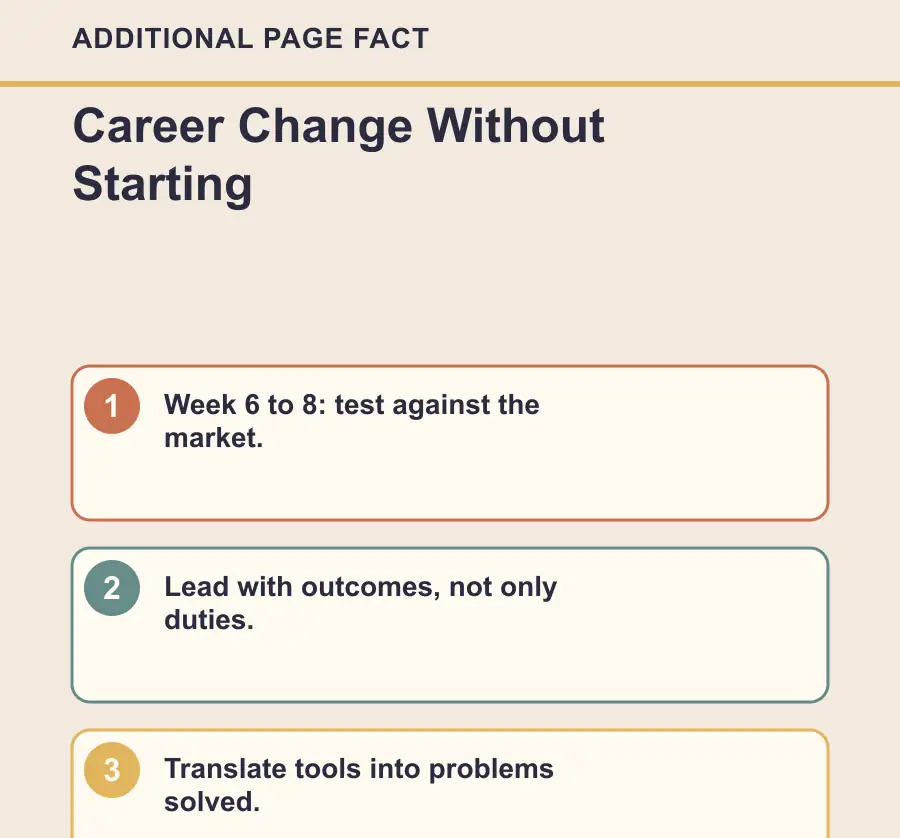 ADDITIONAL PAGE FACT
Career Change Without
Starting
1
Week 6 to 8: test against the
market.
2
Lead with outcomes, not only
duties.
3
Translate tools into problems
solved.